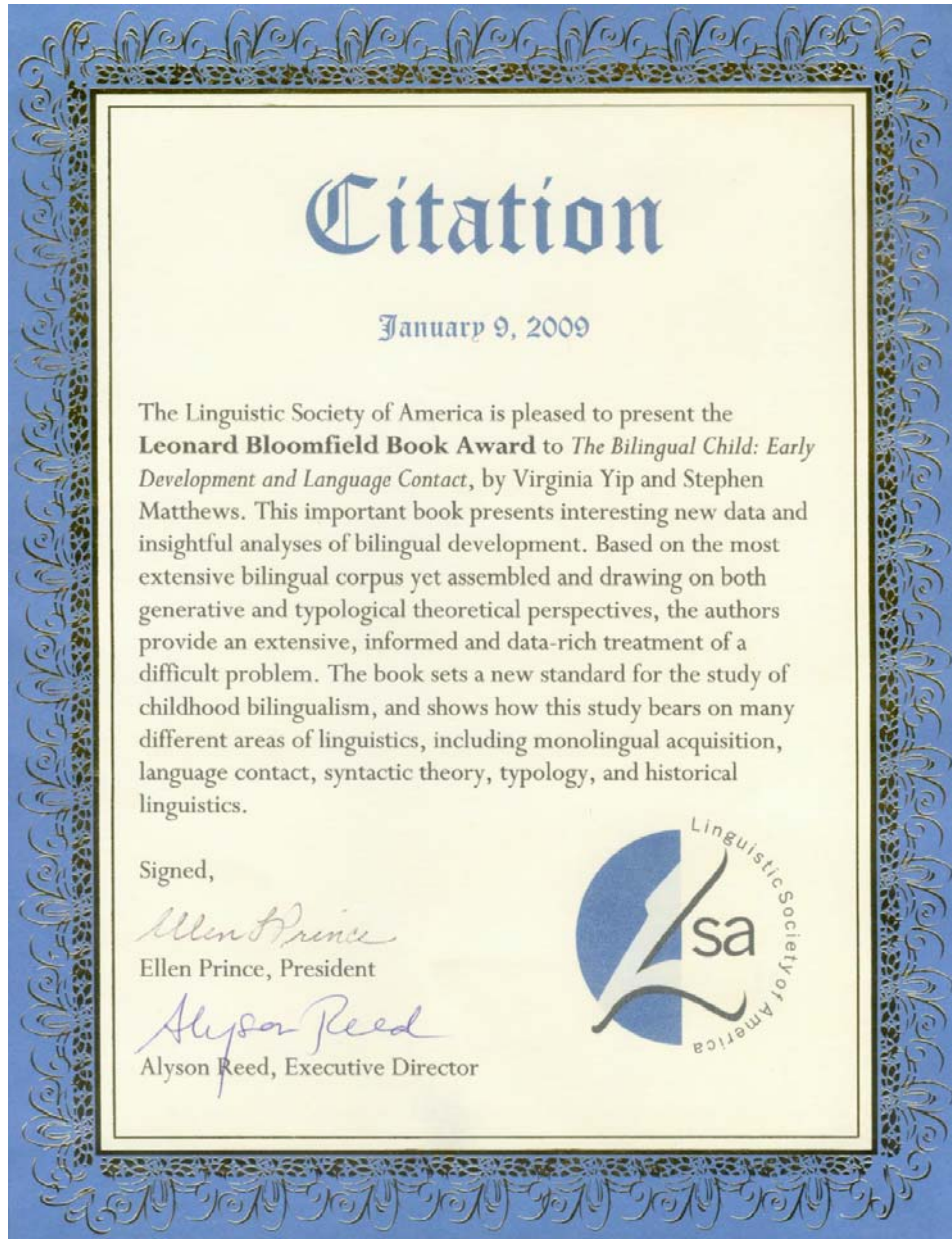 Citation
January 9, 2009
The Linguistic Society of America is pleased to present the
Leonard Bloomfield Book Award to The Bilingual Child: Early
Development and Language Contact, by Virginia Yip and Stephen
Matthews. This important book presents interesting new data and
insightful analyses of bilingual development. Based on the most
extensive bilingual corpus yet assembled and drawing on both
generative and typological theoretical perspectives, the authors
provide an extensive, informed and data-rich treatment of a
difficult problem. The book sets a new standard for the study of
childhood bilingualism, and shows how this study bears on many
different areas of linguistics, including monolingual acquisition,
language contact, syntactic theory, typology, and historical
linguistics.
Signed,
Ellen F Prince
Ellen Prince, President
Alyson Reed
Alyson Reed, Executive Director
Lsa
Linguistic Society of America